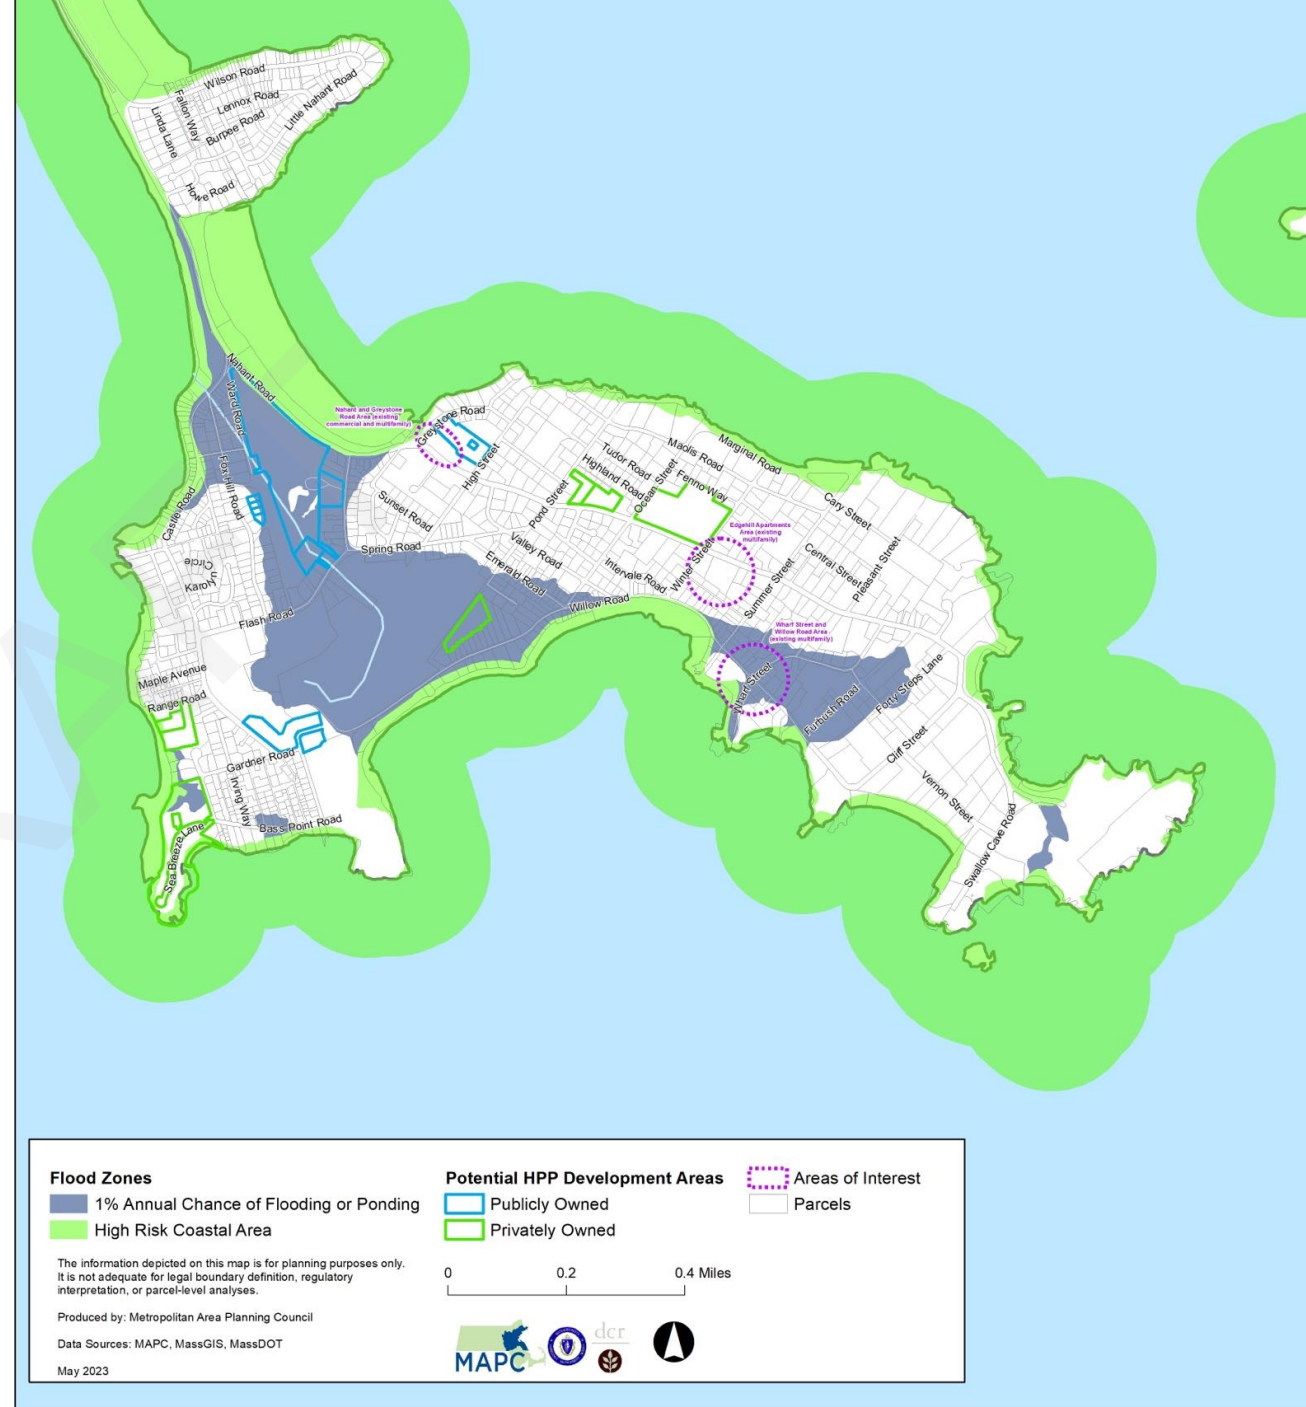 Wilson Road
Fallon Way
Lennox Road
Linda Lane
Burpee Road
Little Nahant Road
Howe Road
Nahant Road
Ward Road
Nahant and Greystone
Road Area (existing
commercial and multifamily)
Greystone Road
High Street
Fox Hill Road
Castle Road
Sunset Road
Spring Road
Pond Street
Tudor Road
Highland Road
Maolis Road
Marginal Road
Ocean Street
Fenno Way
Cary Street
Edgehill Apartments
Area (existing
multifamily)
Valley Road
Emerald Road
Intervale Road
Winter Street
Summer Street
Central Street
Pleasant Street
Willow Road
Flash Road
Wharf Street and
Willow Road Area
(existing multifamily)
Wharf Street
Furbush Road
Forty Steps Lane
Cliff Street
Vernon Street
Swallow Cave Road
Maple Avenue
Range Road
Gardner Road
Irving Way
Bass Point Road
Sea Breeze Lane
Flood Zones
1% Annual Chance of Flooding or Ponding
High Risk Coastal Area
The information depicted on this map is for planning purposes only.
It is not adequate for legal boundary definition, regulatory
interpretation, or parcel-level analyses.
Produced by: Metropolitan Area Planning Council
Data Sources: MAPC, MassGIS, MassDOT
May 2023
Potential HPP Development Areas
Publicly Owned
Privately Owned
0 0.2 0.4 Miles
MAPC
dcr
Areas of Interest
Parcels